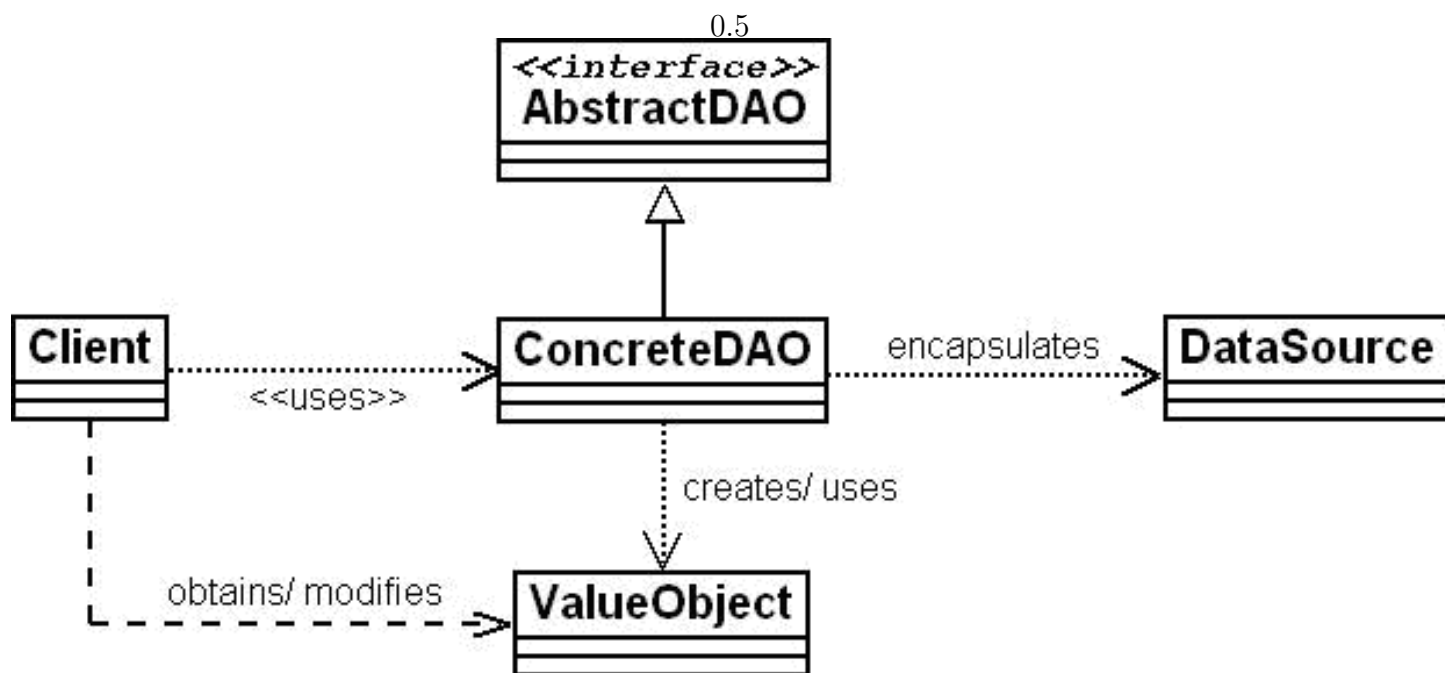 0.5
<<interface>>
AbstractDAO
Client
<<uses>>
ConcreteDAO
encapsulates
DataSource
creates/ uses
obtains/ modifies
ValueObject